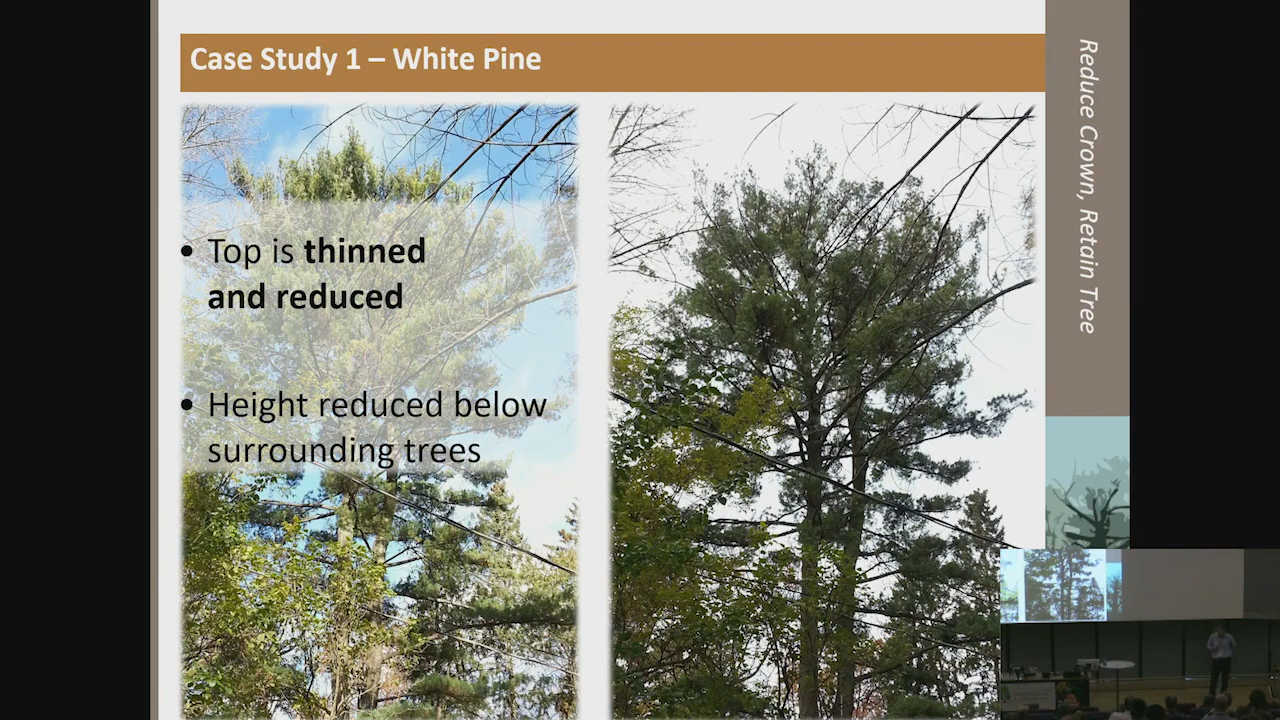 Case Study 1 – White Pine
• Top is thinned
and reduced
• Height reduced below
surrounding trees
Reduce Crown, Retain Tree